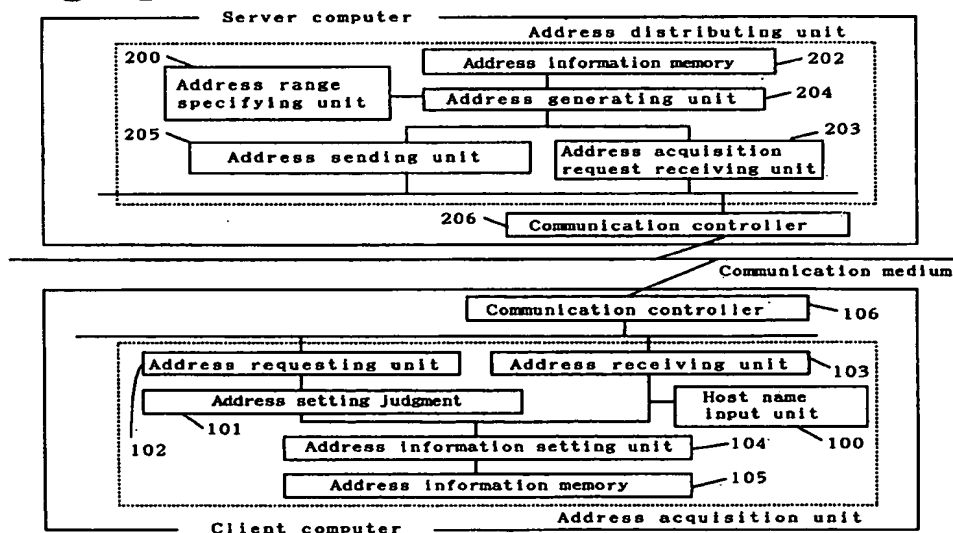 Server computer
Address distributing unit
200
Address information memory
202
Address range
specifying unit
Address generating unit
204
205
203
Address sending unit
Address acquisition
request receiving unit
206
Communication controller
Communication medium
Communication controller
106
Address requesting unit
Address receiving unit
103
Address setting judgment
Host name
input unit
102
101
100
Address information setting unit
104
Address information memory
105
Client computer
Address acquisition unit